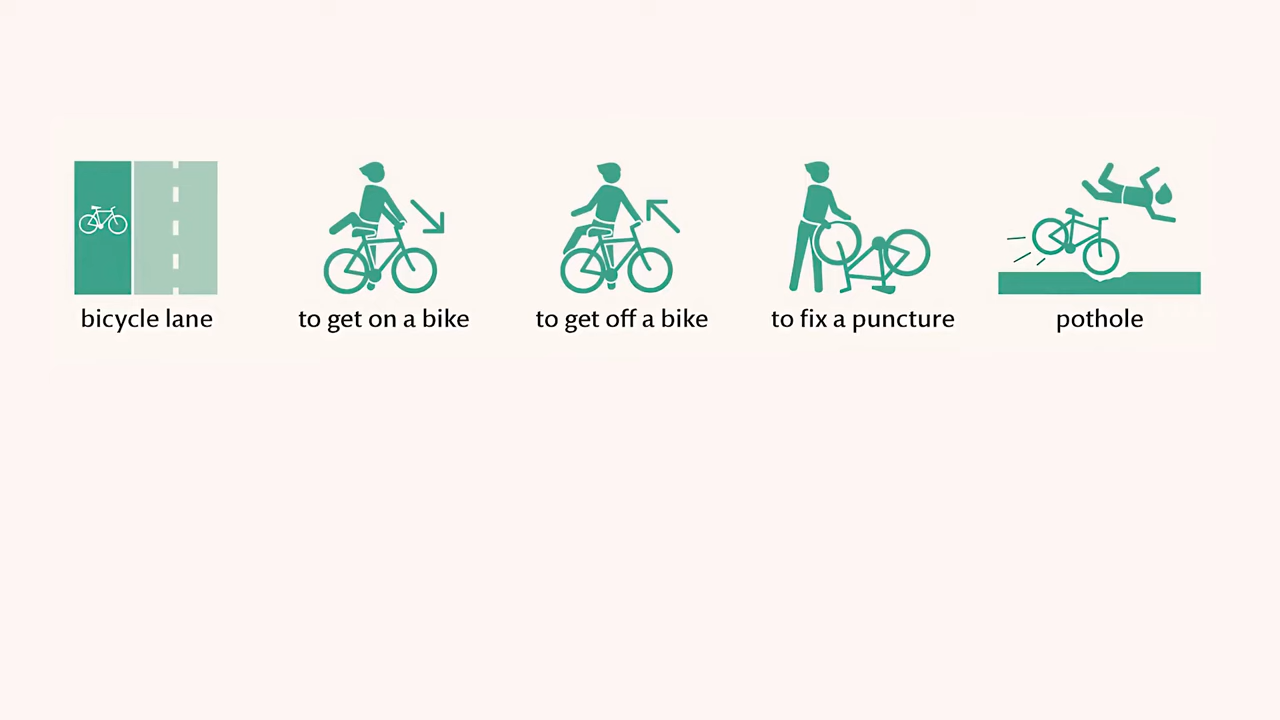 bicycle lane
to get on a bike
to get off a bike
to fix a puncture
pothole